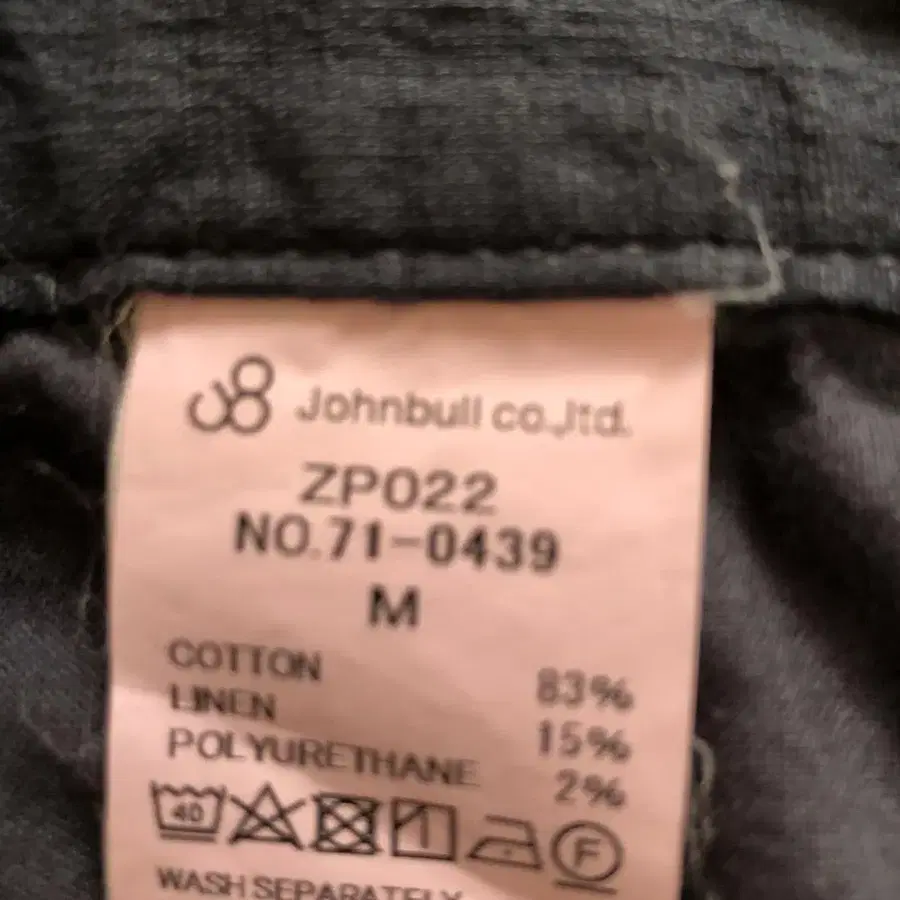 Johnbull co.,ltd.
ZP022
NO.71-0439
M
COTTON 83%
LINEN 15%
POLYURETHANE 2%
40 F
WASH SEPARATELY